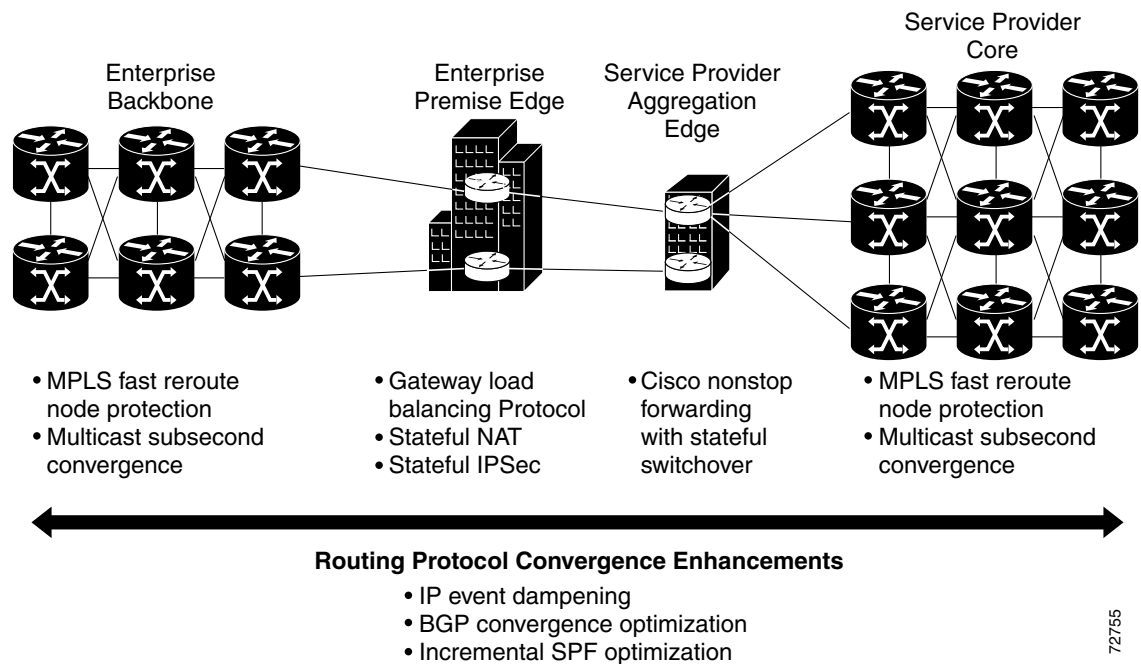 Enterprise
Backbone
Enterprise
Premise Edge
Service Provider
Aggregation
Edge
Service Provider
Core
• MPLS fast reroute
node protection
• Multicast subsecond
convergence
• Gateway load
balancing Protocol
• Stateful NAT
• Stateful IPSec
• Cisco nonstop
forwarding
with stateful
switchover
• MPLS fast reroute
node protection
• Multicast subsecond
convergence
Routing Protocol Convergence Enhancements
• IP event dampening
• BGP convergence optimization
• Incremental SPF optimization
72755